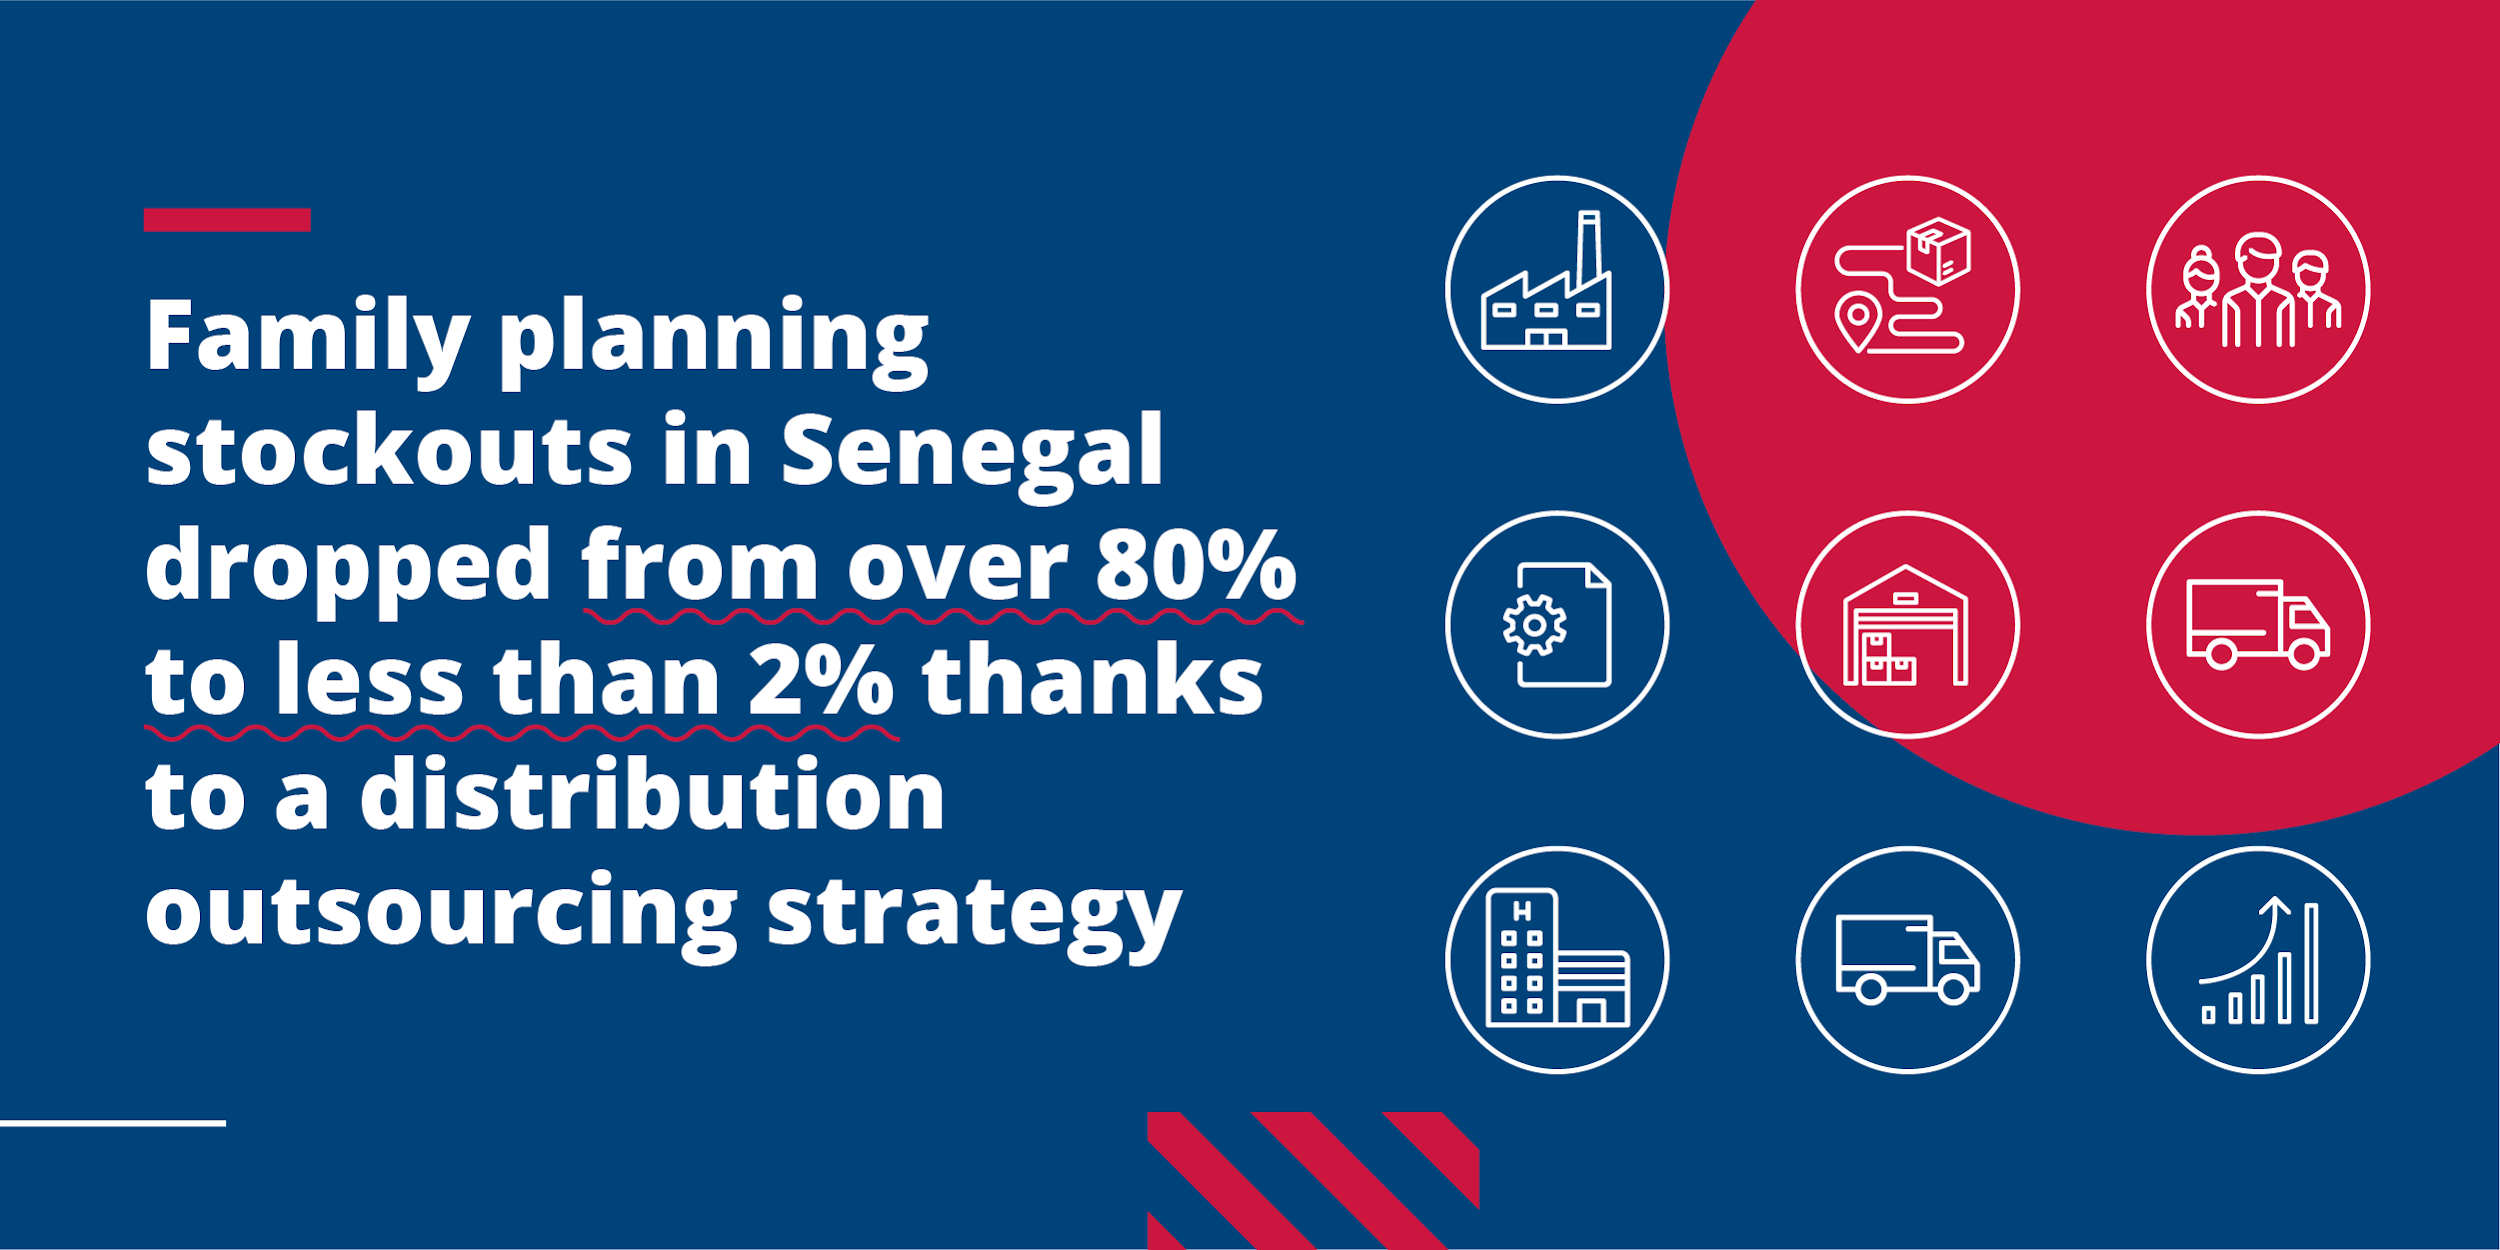 Family planning
stockouts in Senegal
dropped from over 80%
to less than 2% thanks
to a distribution
outsourcing strategy
H